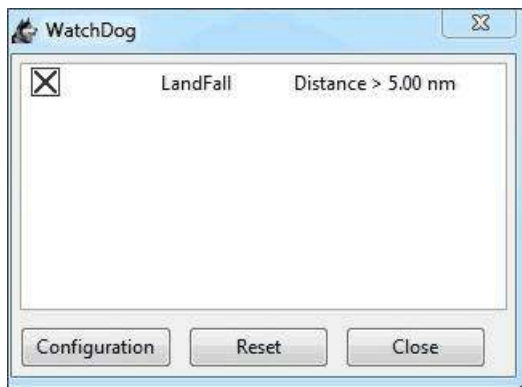 WatchDog
LandFall Distance > 5.00 nm
Configuration Reset Close